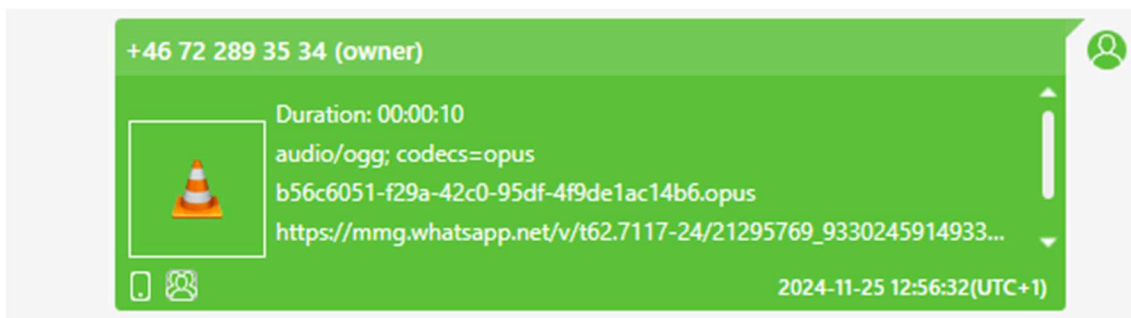 +46 72 289 35 34 (owner)
Duration: 00:00:10
audio/ogg; codecs=opus
b56c6051-f29a-42c0-95df-4f9de1ac14b6.opus
https://mmg.whatsapp.net/v/t62.7117-24/21295769_9330245914933...
2024-11-25 12:56:32(UTC+1)